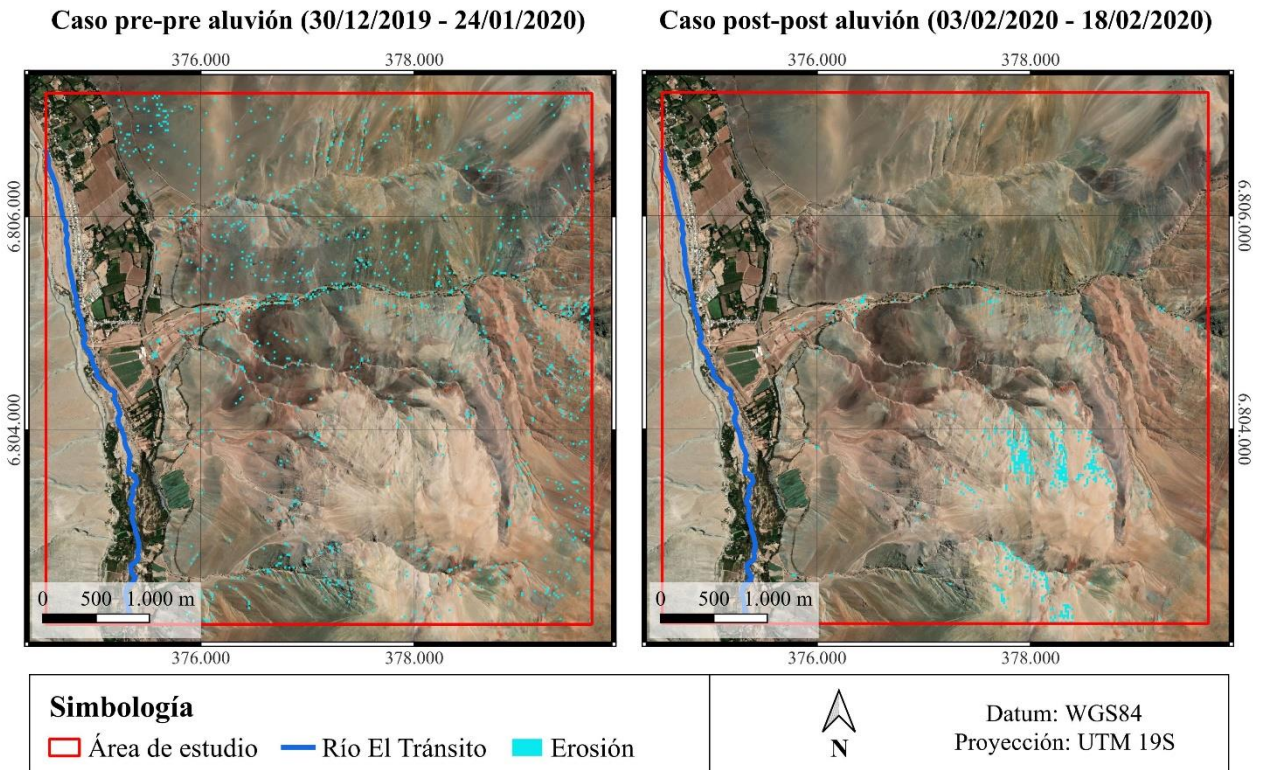 Caso pre-pre aluvión (30/12/2019 - 24/01/2020)
Caso post-post aluvión (03/02/2020 - 18/02/2020)
376.000
378.000
376.000
378.000
6.806.000
6.804.000
6.806.000
6.804.000
0 500 1.000 m
0 500 1.000 m
376.000
378.000
376.000
378.000
Simbología
Área de estudio
Río El Tránsito
Erosión
N
Datum: WGS84
Proyección: UTM 19S